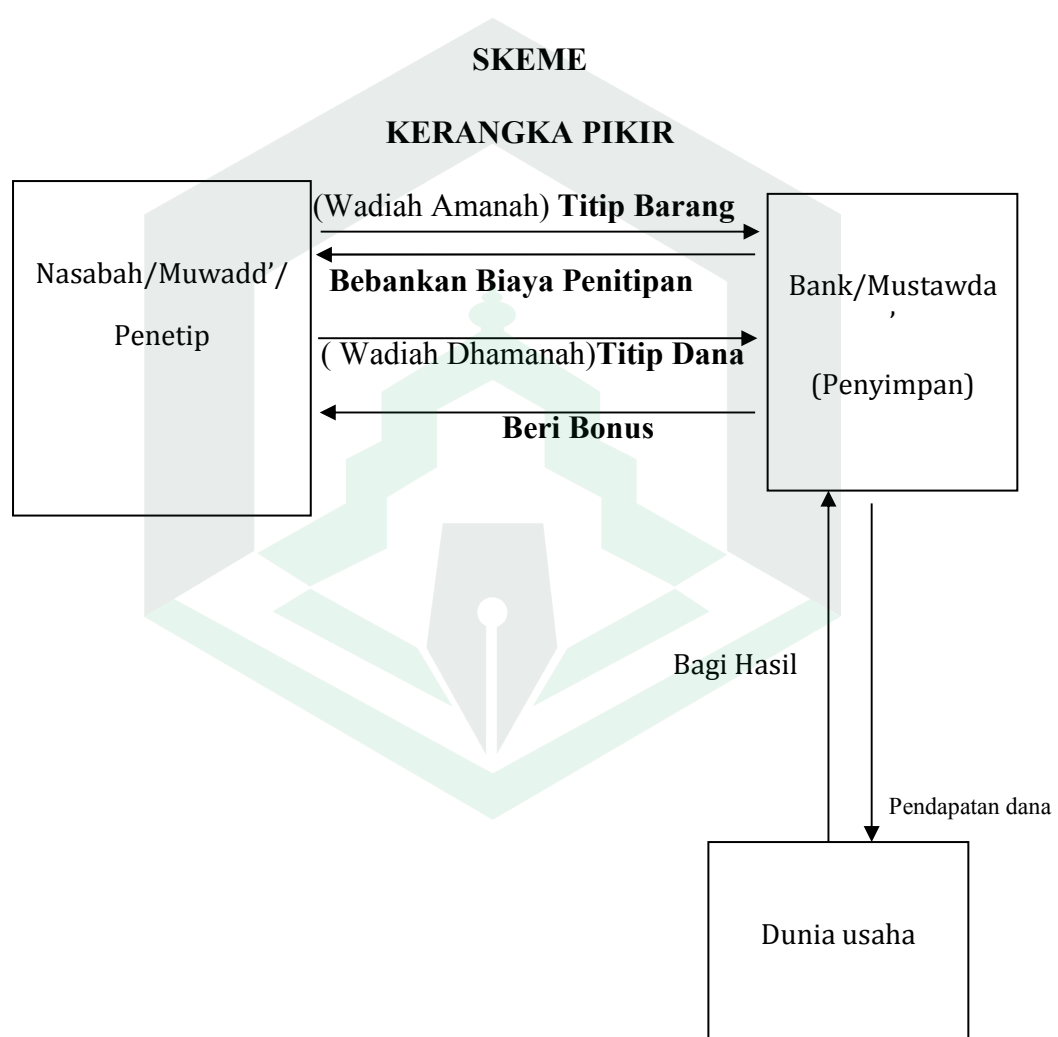 SKEME
KERANGKA PIKIR
(Wadiah Amanah) Titip Barang
Bebankan Biaya Penitipan
Nasabah/Muwadd’/
Penetip
Bank/Mustawda
’
(Penyimpan)
( Wadiah Dhamanah)Titip Dana
Beri Bonus
Bagi Hasil
Pendapatan dana
Dunia usaha